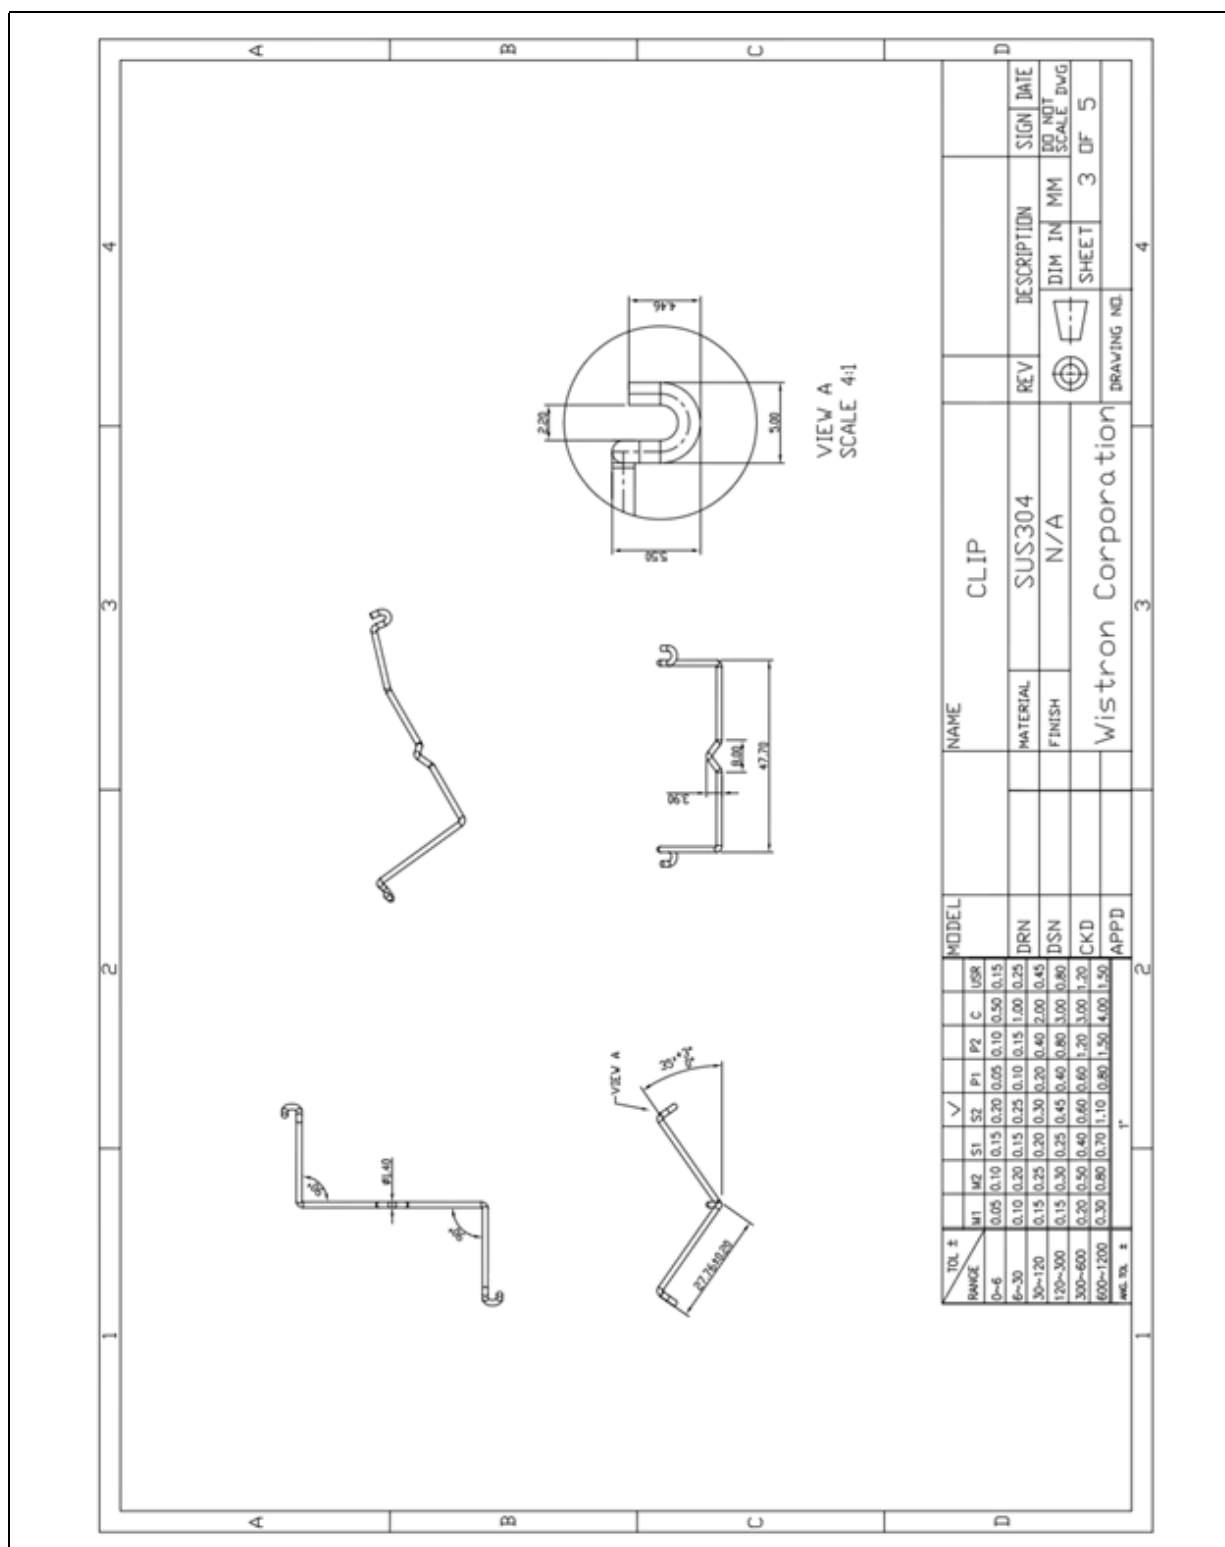 1 2 3 4
A
B
C
D
90°
90°
Ø1.40
VIEW A
27.76±0.20
3.90
8.00
47.70
2.20
4.46
5.50
5.00
VIEW A
SCALE 4:1
TOL ±
RANGE M1 M2 S1 S2 P1 P2 C USR
0~6 0.05 0.10 0.15 0.20 0.05 0.10 0.50 0.15
6~30 0.10 0.20 0.15 0.25 0.10 0.15 1.00 0.25
30~120 0.15 0.25 0.20 0.30 0.20 0.40 2.00 0.45
120~300 0.15 0.30 0.25 0.45 0.40 0.80 3.00 0.80
300~600 0.20 0.50 0.40 0.60 0.60 1.20 3.00 1.20
600~1200 0.30 0.80 0.70 1.10 0.80 1.50 4.00 1.50
ANG. TOL ± 1°
MODEL
DRN
DSN
CKD
APPD
NAME
CLIP
MATERIAL SUS304
FINISH N/A
Wistron Corporation
REV DESCRIPTION SIGN DATE
DIM IN MM DO NOT
SCALE DWG
SHEET 3 OF 5
DRAWING NO.
A
B
C
D
1 2 3 4